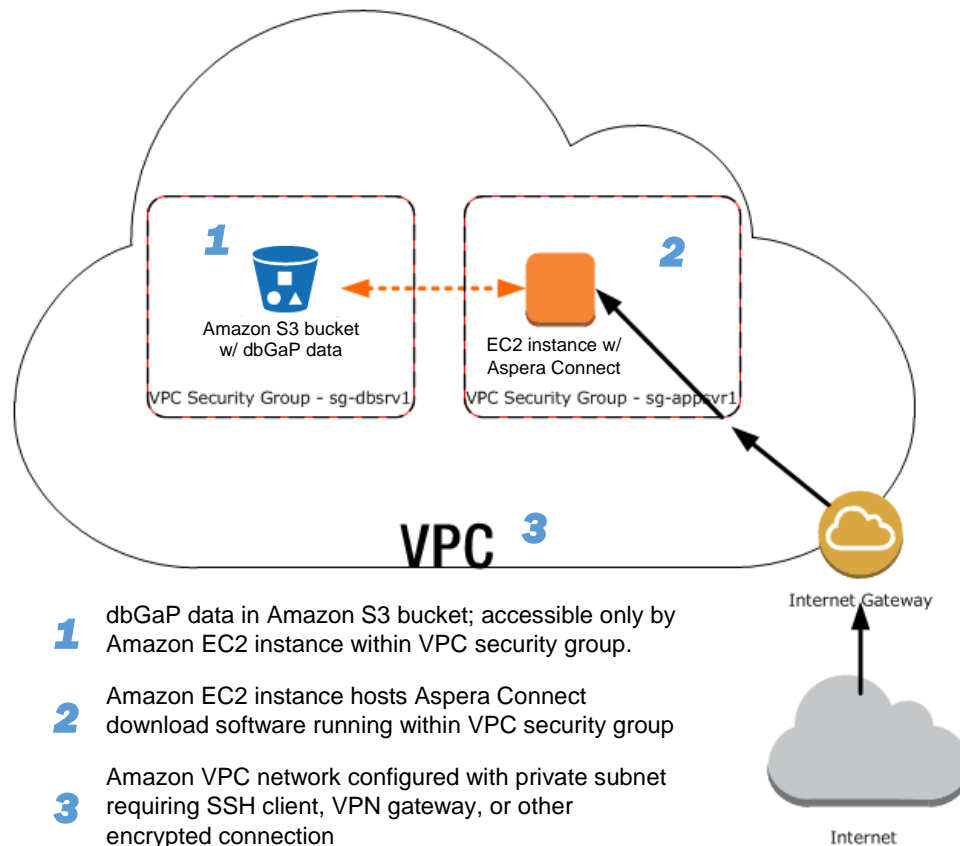 1
2
Amazon S3 bucket
w/ dbGaP data
EC2 instance w/
Aspera Connect
VPC Security Group - sg-dbsrv1
VPC Security Group - sg-appsvr1
VPC
3
Internet Gateway
1
dbGaP data in Amazon S3 bucket; accessible only by
Amazon EC2 instance within VPC security group.
2
Amazon EC2 instance hosts Aspera Connect
download software running within VPC security group
3
Amazon VPC network configured with private subnet
requiring SSH client, VPN gateway, or other
encrypted connection
Internet